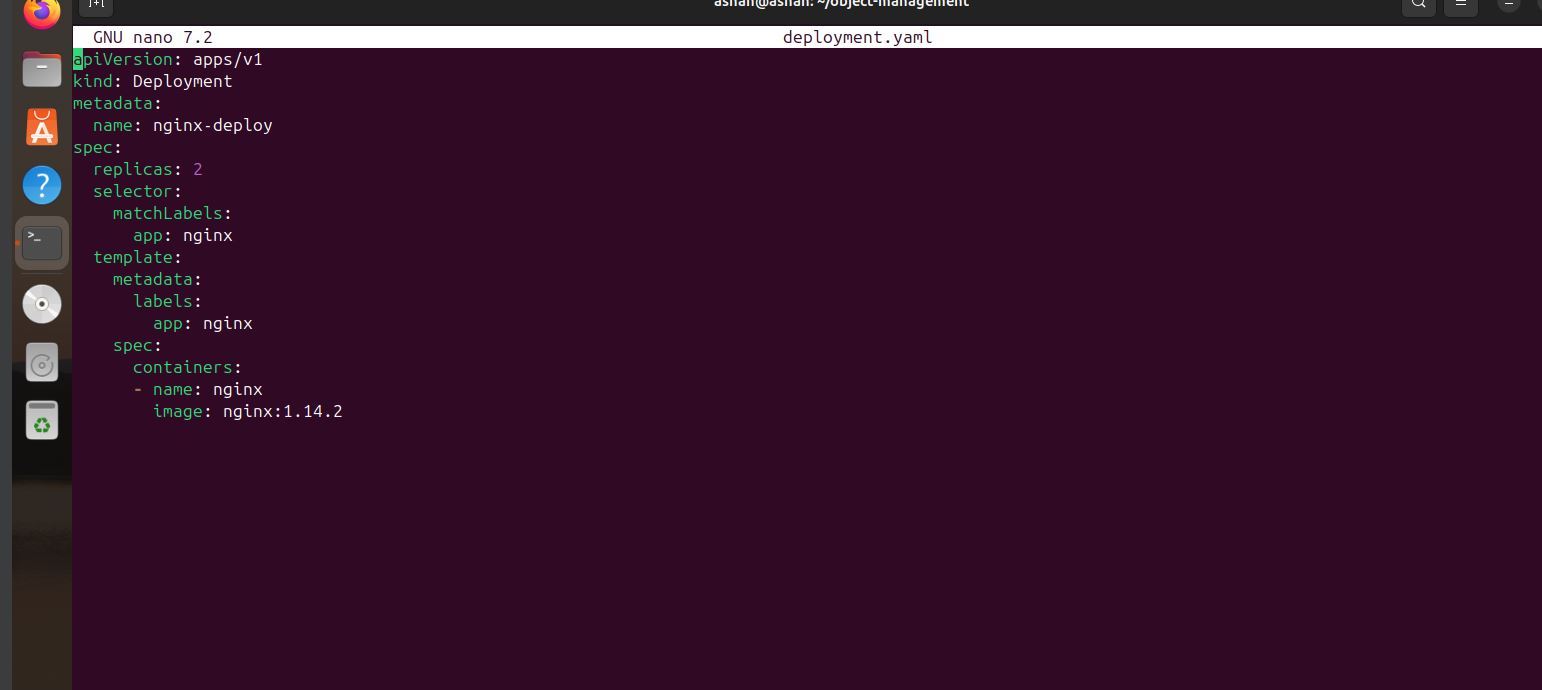 ashan@ashan: ~/object-management
GNU nano 7.2 deployment.yaml
apiVersion: apps/v1
kind: Deployment
metadata:
  name: nginx-deploy
spec:
  replicas: 2
  selector:
    matchLabels:
      app: nginx
  template:
    metadata:
      labels:
        app: nginx
    spec:
      containers:
      - name: nginx
        image: nginx:1.14.2